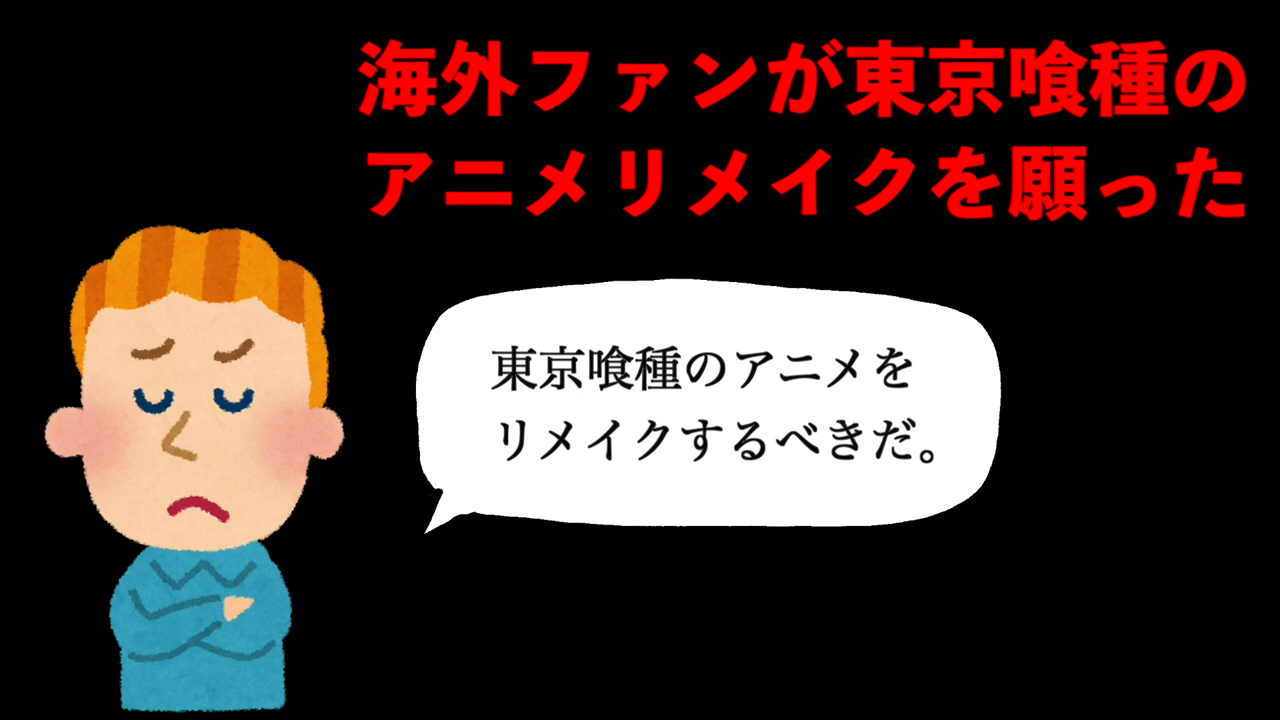 海外ファンが東京喰種の
アニメリメイクを願った
東京喰種のアニメを
リメイクするべきだ。